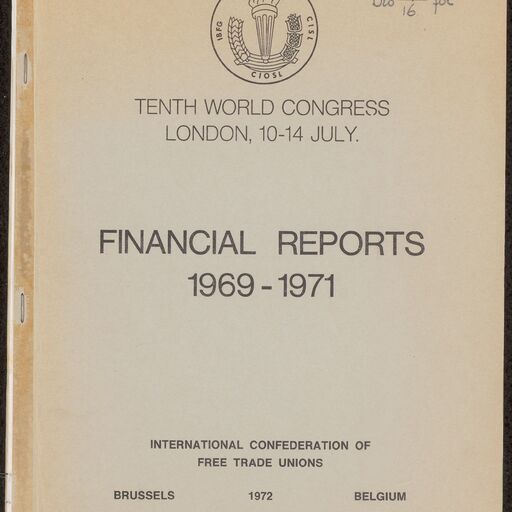 16.
IBFG
CISL
CIOSL
TENTH WORLD CONGRESS
LONDON, 10-14 JULY.
FINANCIAL REPORTS
1969-1971
INTERNATIONAL CONFEDERATION OF
FREE TRADE UNIONS
BRUSSELS 1972 BELGIUM